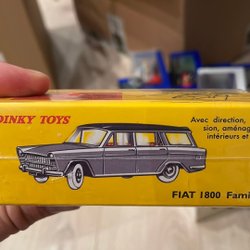 DINKY TOYS
Avec direction,
sion, aménag
intérieurs et
FIAT 1800 Fami